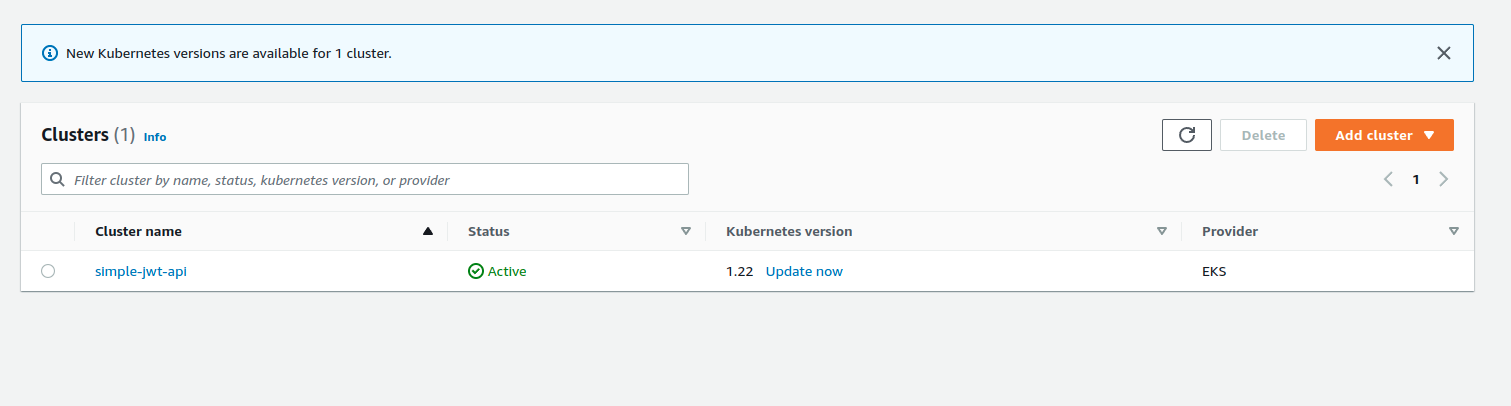 New Kubernetes versions are available for 1 cluster.
Clusters (1) Info
Delete
Add cluster
Filter cluster by name, status, kubernetes version, or provider
1
Cluster name Status Kubernetes version Provider
simple-jwt-api Active 1.22 Update now EKS